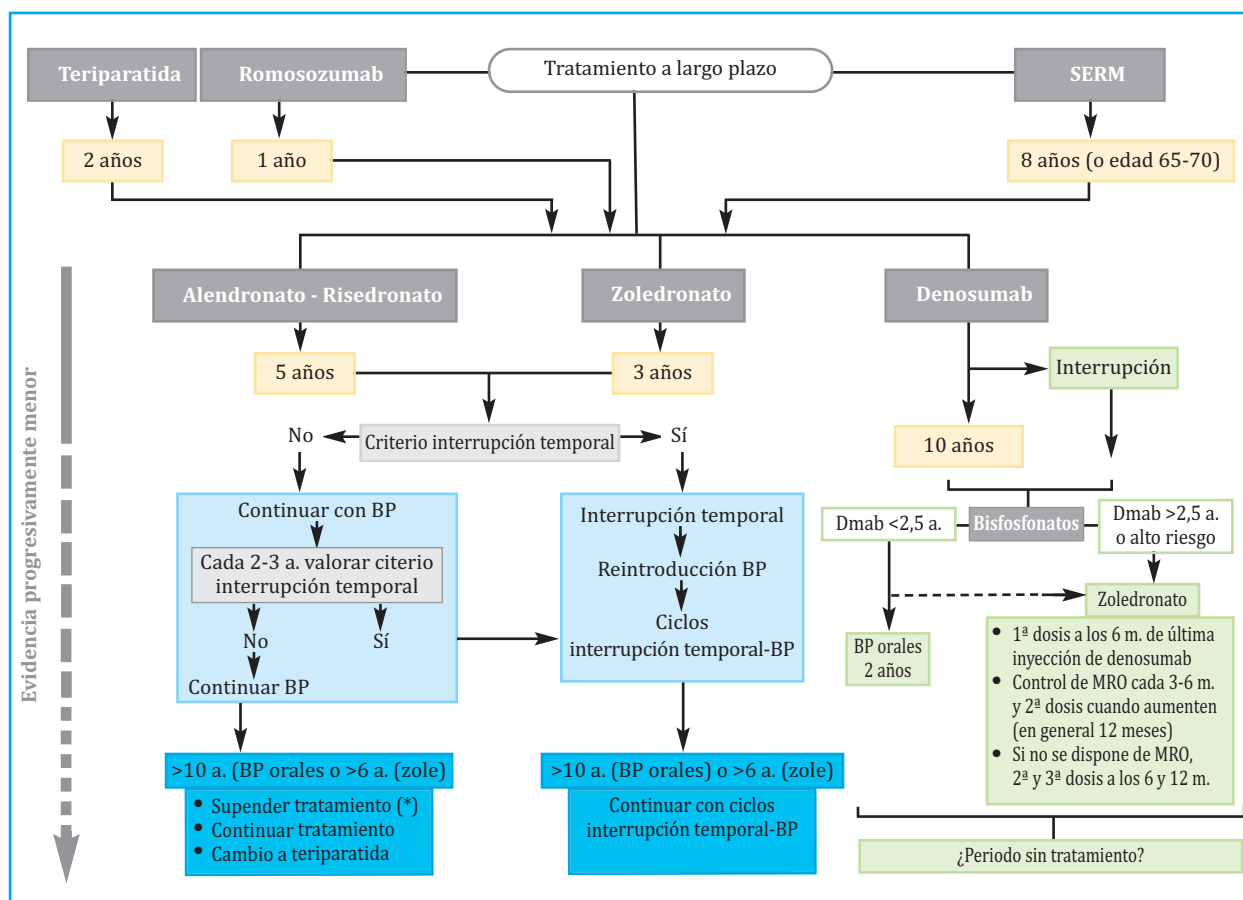 Tratamiento a largo plazo
Teriparatida
Romosozumab
SERM
2 años
1 año
8 años (o edad 65-70)
Evidencia progresivamente menor
Alendronato - Risedronato
Zoledronato
Denosumab
5 años
3 años
Interrupción
No
Criterio interrupción temporal
Sí
10 años
Continuar con BP
Cada 2-3 a. valorar citerio
interrupción temporal
No
Sí
Continuar BP
Interrupción temporal
Reintroducción BP
Ciclos
interrupción temporal-BP
Dmab <2,5 a.
Bisfosfonatos
Dmab >2,5 a.
o alto riesgo
Zoledronato
BP orales
2 años
• 1ª dosis a los 6 m. de última
inyección de denosumab
• Control de MRO cada 3-6 m.
y 2ª dosis cuando aumenten
(en general 12 meses)
• Si no se dispone de MRO,
2ª y 3ª dosis a los 6 y 12 m.
>10 a. (BP orales o >6 a. (zole)
• Supender tratamiento (*)
• Continuar tratamiento
• Cambio a teriparatida
>10 a. (BP orales) o >6 a. (zole)
Continuar con ciclos
interrupción temporal-BP
¿Periodo sin tratamiento?